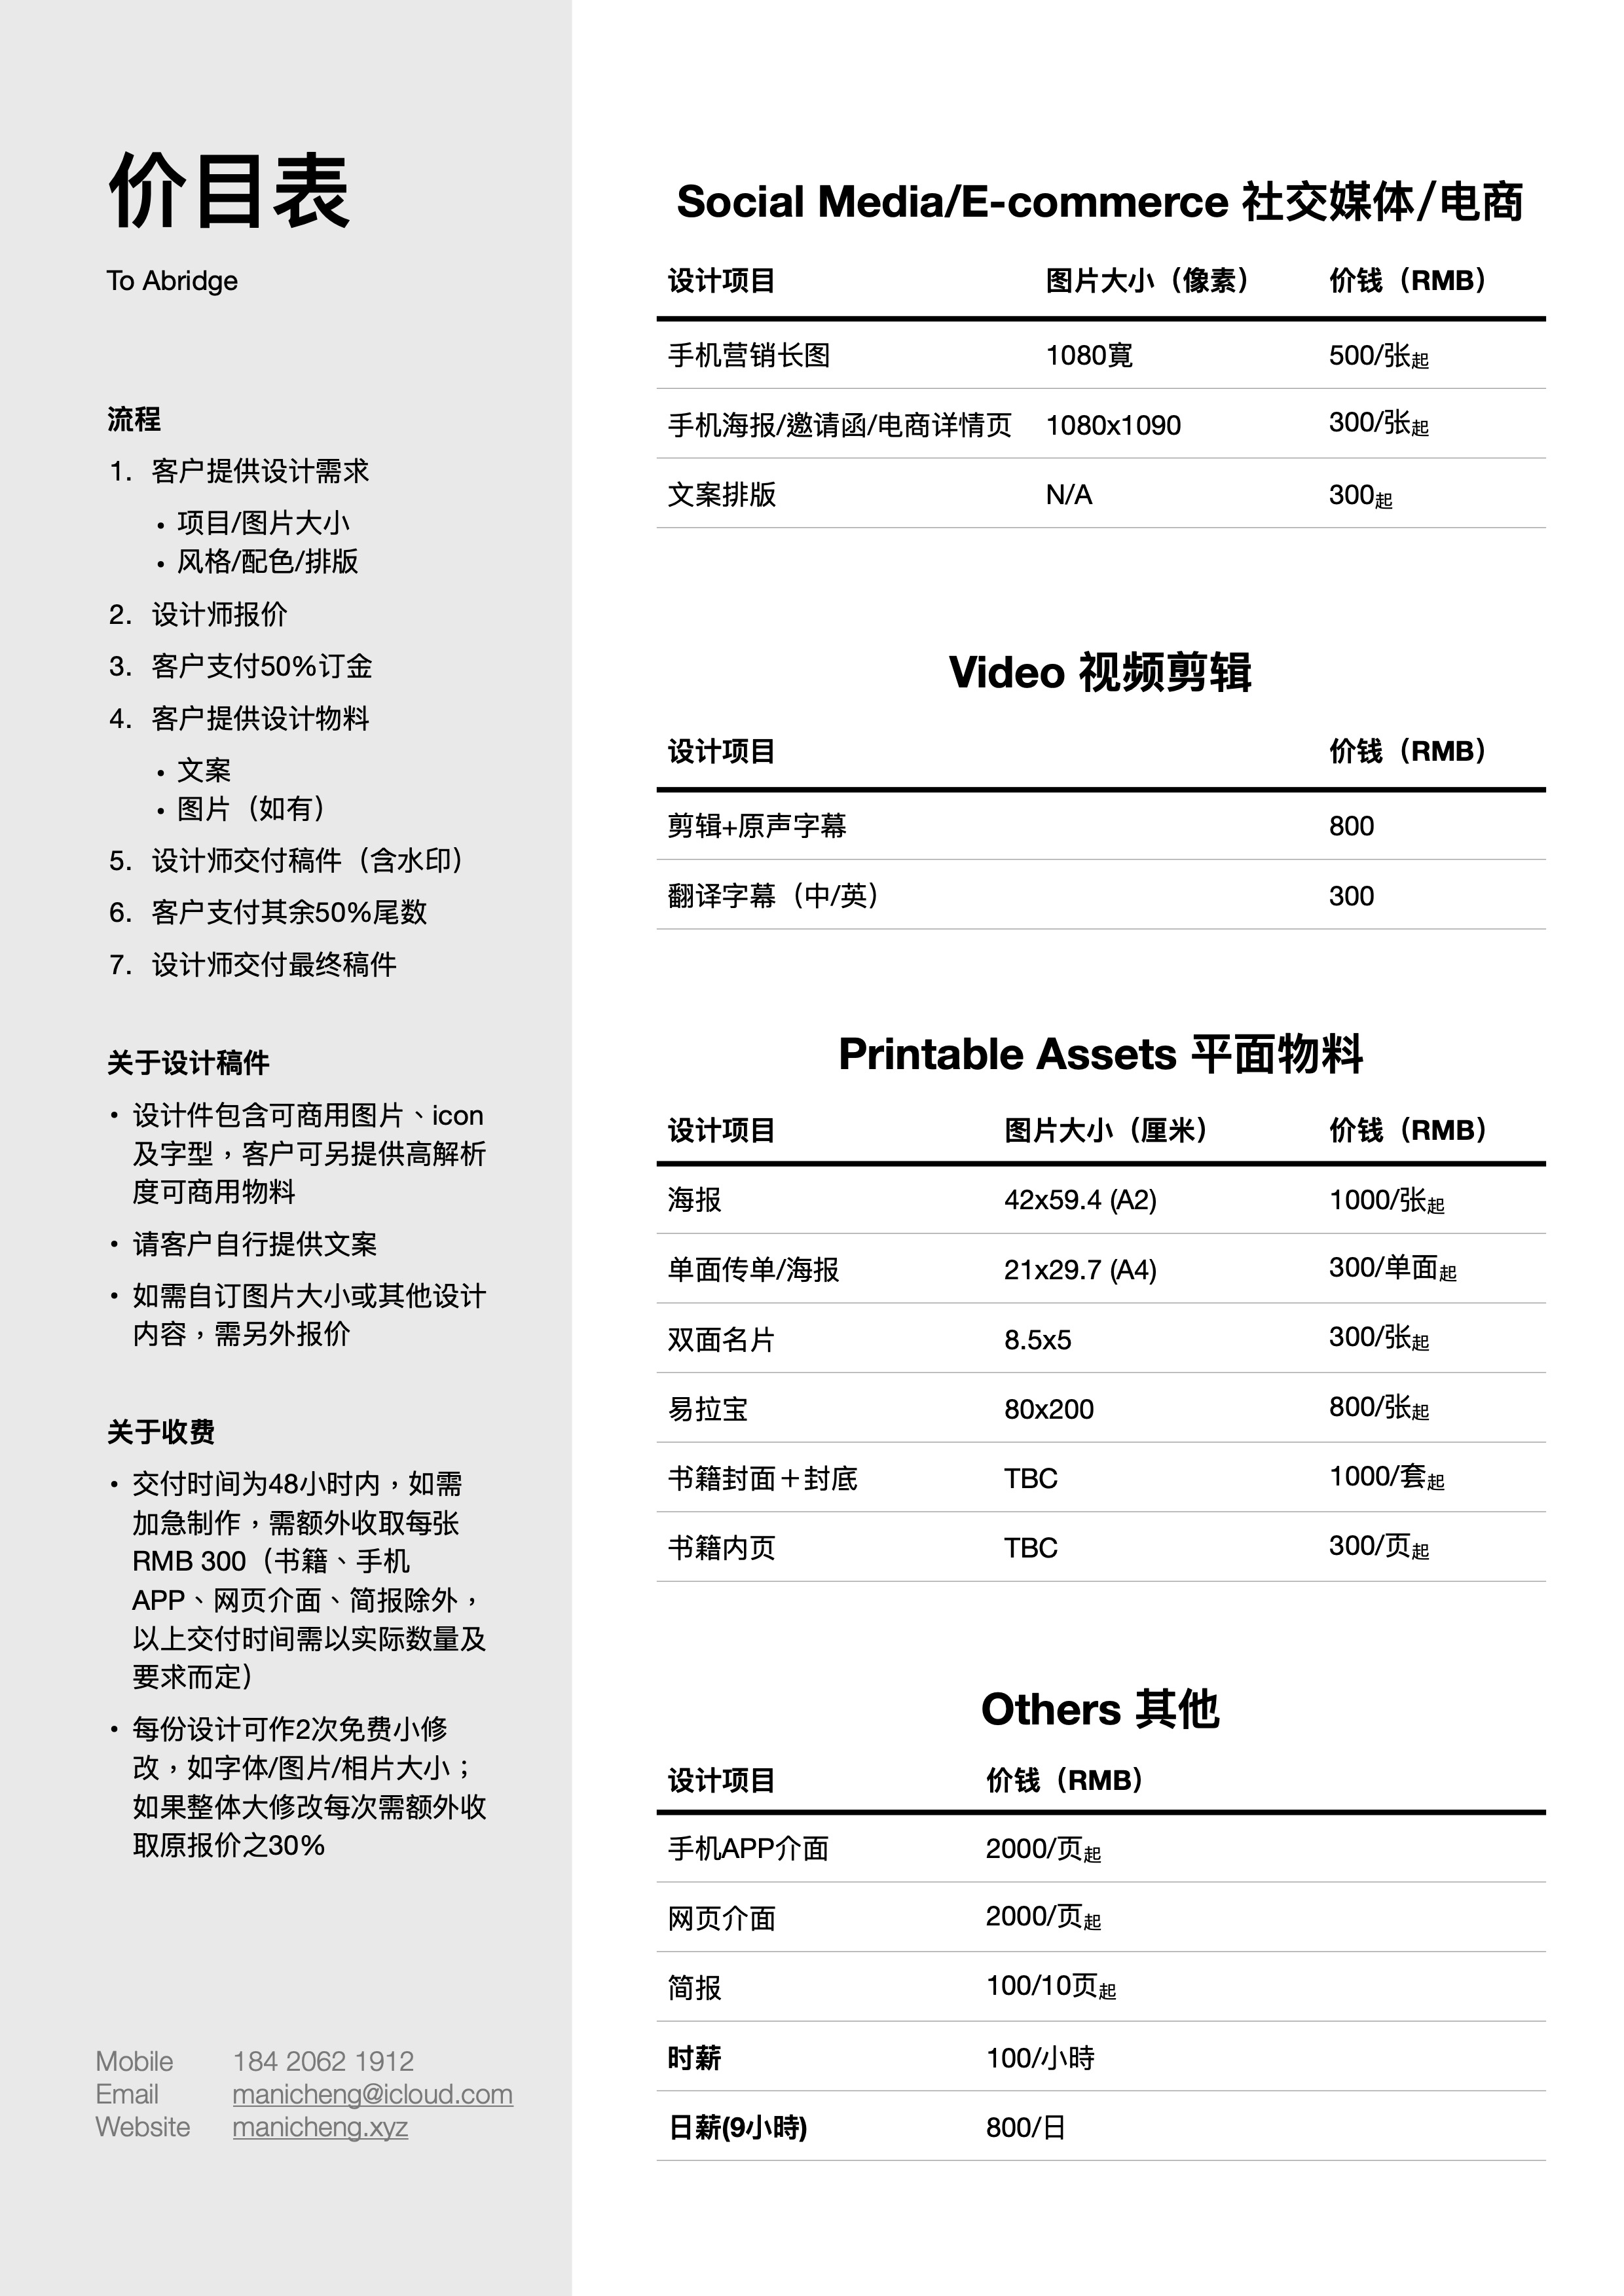 价目表
To Abridge
流程
1. 客户提供设计需求
• 项目/图片大小
• 风格/配色/排版
2. 设计师报价
3. 客户支付50%订金
4. 客户提供设计物料
• 文案
• 图片（如有）
5. 设计师交付稿件（含水印）
6. 客户支付其余50%尾数
7. 设计师交付最终稿件
关于设计稿件
• 设计件包含可商用图片、icon
及字型，客户可另提供高解析
度可商用物料
• 请客户自行提供文案
• 如需自订图片大小或其他设计
内容，需另外报价
关于收费
• 交付时间为48小时内，如需
加急制作，需额外收取每张
RMB 300（书籍、手机
APP、网页介面、简报除外，
以上交付时间需以实际数量及
要求而定）
• 每份设计可作2次免费小修
改，如字体/图片/相片大小；
如果整体大修改每次需额外收
取原报价之30%
Mobile 184 2062 1912
Email manicheng@icloud.com
Website manicheng.xyz
Social Media/E-commerce 社交媒体/电商
设计项目 图片大小（像素） 价钱（RMB）
手机营销长图 1080寬 500/张起
手机海报/邀请函/电商详情页 1080x1090 300/张起
文案排版 N/A 300起
Video 视频剪辑
设计项目 价钱（RMB）
剪辑+原声字幕 800
翻译字幕（中/英） 300
Printable Assets 平面物料
设计项目 图片大小（厘米） 价钱（RMB）
海报 42x59.4 (A2) 1000/张起
单面传单/海报 21x29.7 (A4) 300/单面起
双面名片 8.5x5 300/张起
易拉宝 80x200 800/张起
书籍封面＋封底 TBC 1000/套起
书籍内页 TBC 300/页起
Others 其他
设计项目 价钱（RMB）
手机APP介面 2000/页起
网页介面 2000/页起
简报 100/10页起
时薪 100/小時
日薪(9小時) 800/日